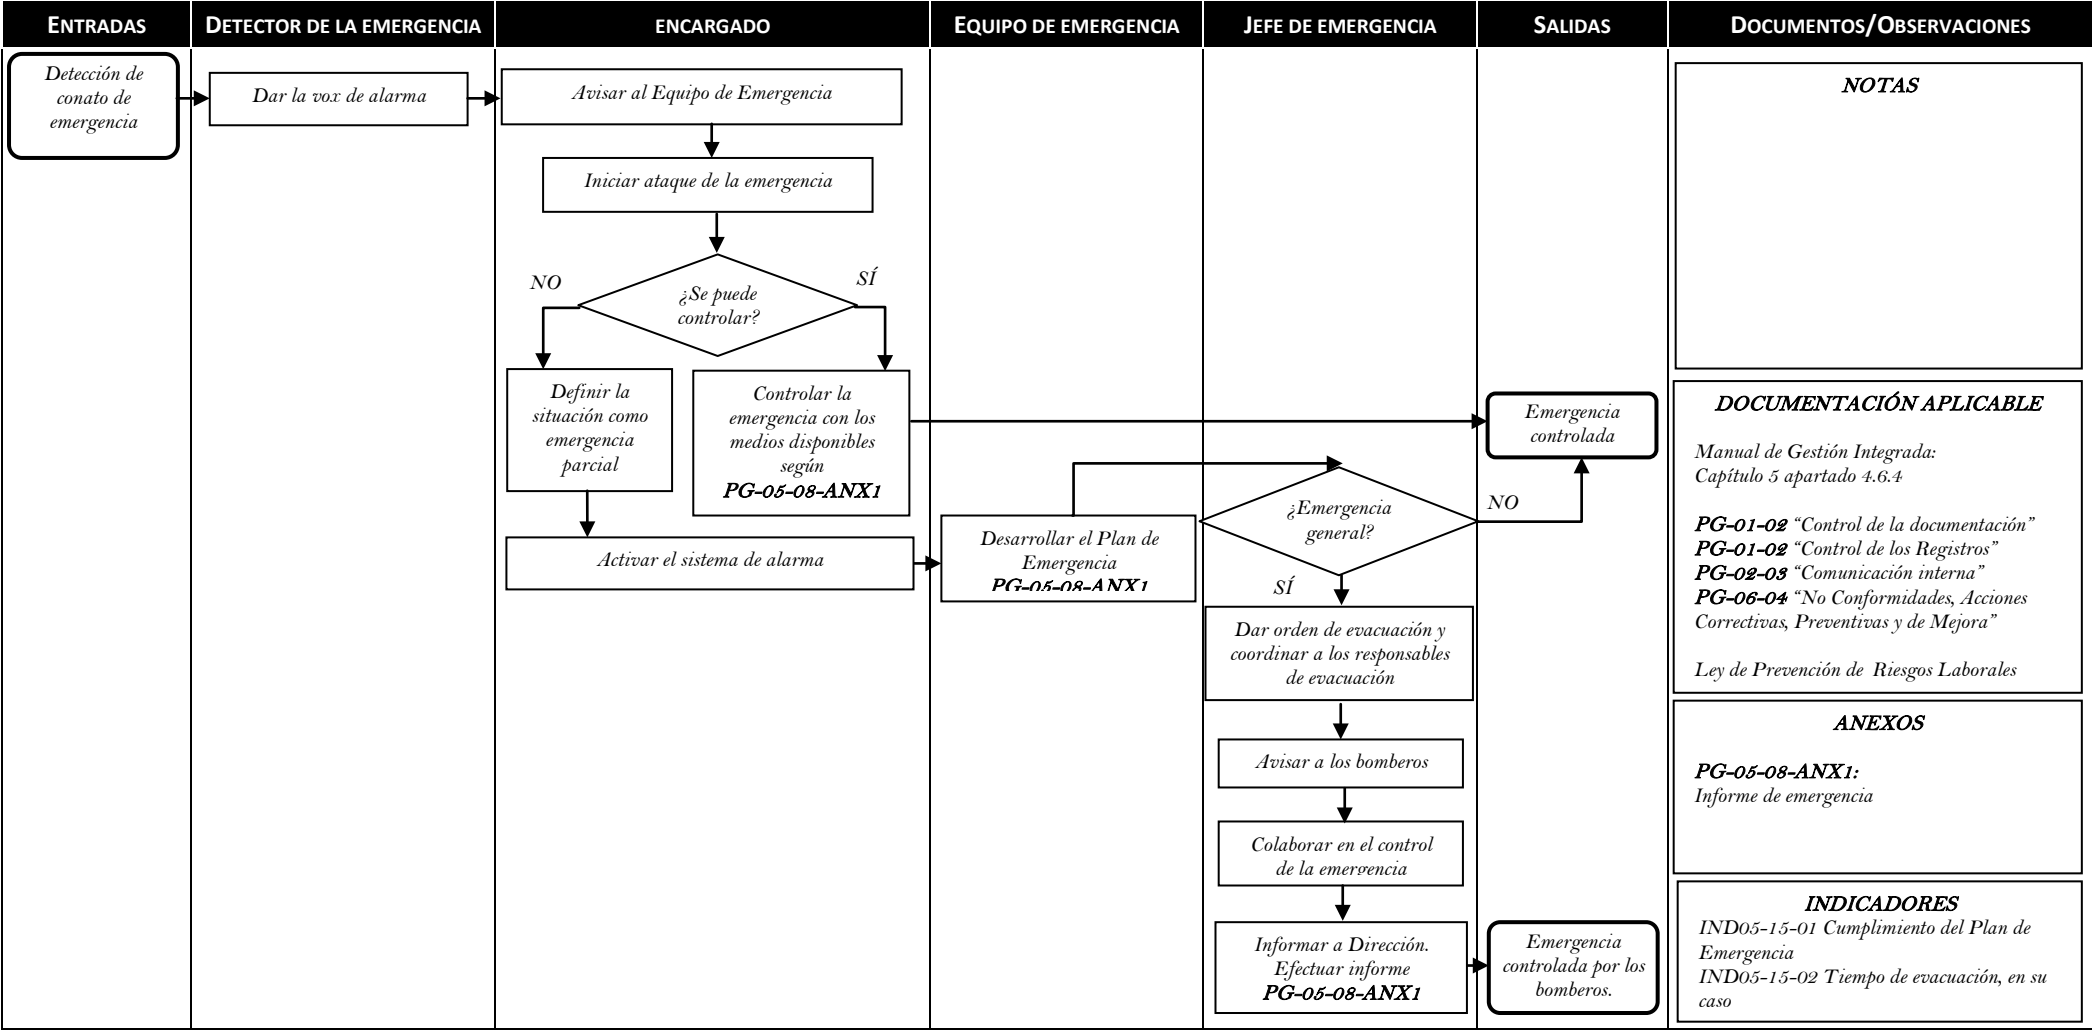 ENTRADAS
DETECTOR DE LA EMERGENCIA
ENCARGADO
EQUIPO DE EMERGENCIA
JEFE DE EMERGENCIA
SALIDAS
DOCUMENTOS/OBSERVACIONES
Detección de
conato de
emergencia
Dar la vox de alarma
Avisar al Equipo de Emergencia
Iniciar ataque de la emergencia
¿Se puede
controlar?
NO
SÍ
Definir la
situación como
emergencia
parcial
Controlar la
emergencia con los
medios disponibles
según
PG-05-08-ANX1
Activar el sistema de alarma
Desarrollar el Plan de
Emergencia
PG-05-08-ANX1
¿Emergencia
general?
NO
SÍ
Dar orden de evacuación y
coordinar a los responsables
de evacuación
Avisar a los bomberos
Colaborar en el control
de la emergencia
Informar a Dirección.
Efectuar informe
PG-05-08-ANX1
Emergencia
controlada
Emergencia
controlada por los
bomberos.
NOTAS
DOCUMENTACIÓN APLICABLE
Manual de Gestión Integrada:
Capítulo 5 apartado 4.6.4
PG-01-02 “Control de la documentación”
PG-01-02 “Control de los Registros”
PG-02-03 “Comunicación interna”
PG-06-04 “No Conformidades, Acciones
Correctivas, Preventivas y de Mejora”
Ley de Prevención de Riesgos Laborales
ANEXOS
PG-05-08-ANX1:
Informe de emergencia
INDICADORES
IND05-15-01 Cumplimiento del Plan de
Emergencia
IND05-15-02 Tiempo de evacuación, en su
caso